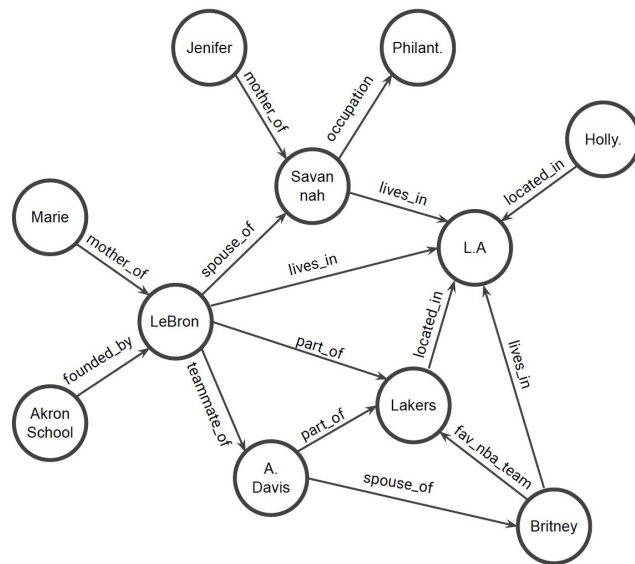 Jenifer
Philant.
mother_of
occupation
Holly.
Savan
nah
located_in
lives_in
Marie
spouse_of
L.A
mother_of
lives_in
LeBron
located_in
founded_by
part_of
lives_in
teammate_of
Akron
School
Lakers
part_of
fav_nba_team
A.
Davis
spouse_of
Britney